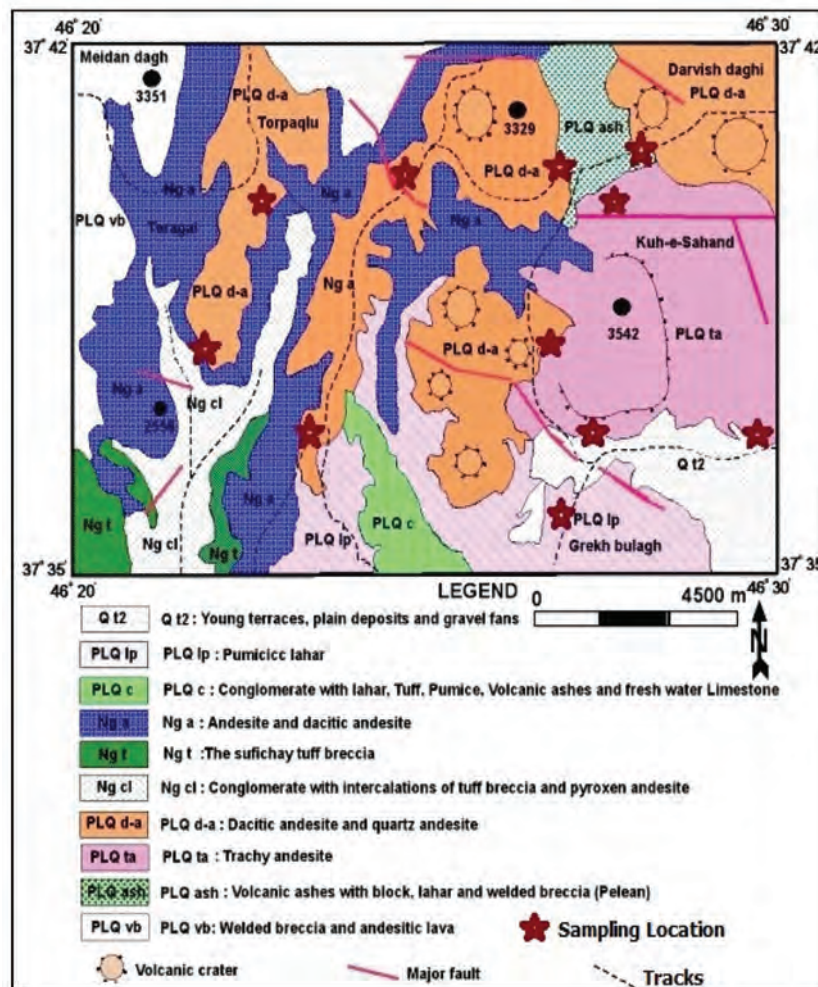 46° 20'
46° 30'
37° 42'
37° 42'
Meidan dagh
3351
PLQ d-a
Torpaqlu
3329
PLQ ash
Darvish daghi
PLQ d-a
PLQ d-a
Ng a
Ng a
PLQ vb
Teragai
Ng a
Kuh-e-Sahand
PLQ d-a
Ng a
3542
PLQ ta
PLQ d-a
Ng a
Ng cl
Q t2
Ng a
Ng t
Ng cl
Ng t
PLQ lp
PLQ c
PLQ lp
Grekh bulagh
37° 35'
37° 35'
46° 20'
46° 30'
LEGEND
0 4500 m
N
Q t2 Q t2 : Young terraces, plain deposits and gravel fans
PLQ lp PLQ lp : Pumicicc lahar
PLQ c PLQ c : Conglomerate with lahar, Tuff, Pumice, Volcanic ashes and fresh water Limestone
Ng a Ng a : Andesite and dacitic andesite
Ng t Ng t :The sufichay tuff breccia
Ng cl Ng cl : Conglomerate with intercalations of tuff breccia and pyroxen andesite
PLQ d-a PLQ d-a : Dacitic andesite and quartz andesite
PLQ ta PLQ ta : Trachy andesite
PLQ ash PLQ ash : Volcanic ashes with block, lahar and welded breccia (Pelean)
PLQ vb PLQ vb: Welded breccia and andesitic lava
Sampling Location
Volcanic crater
Major fault
Tracks